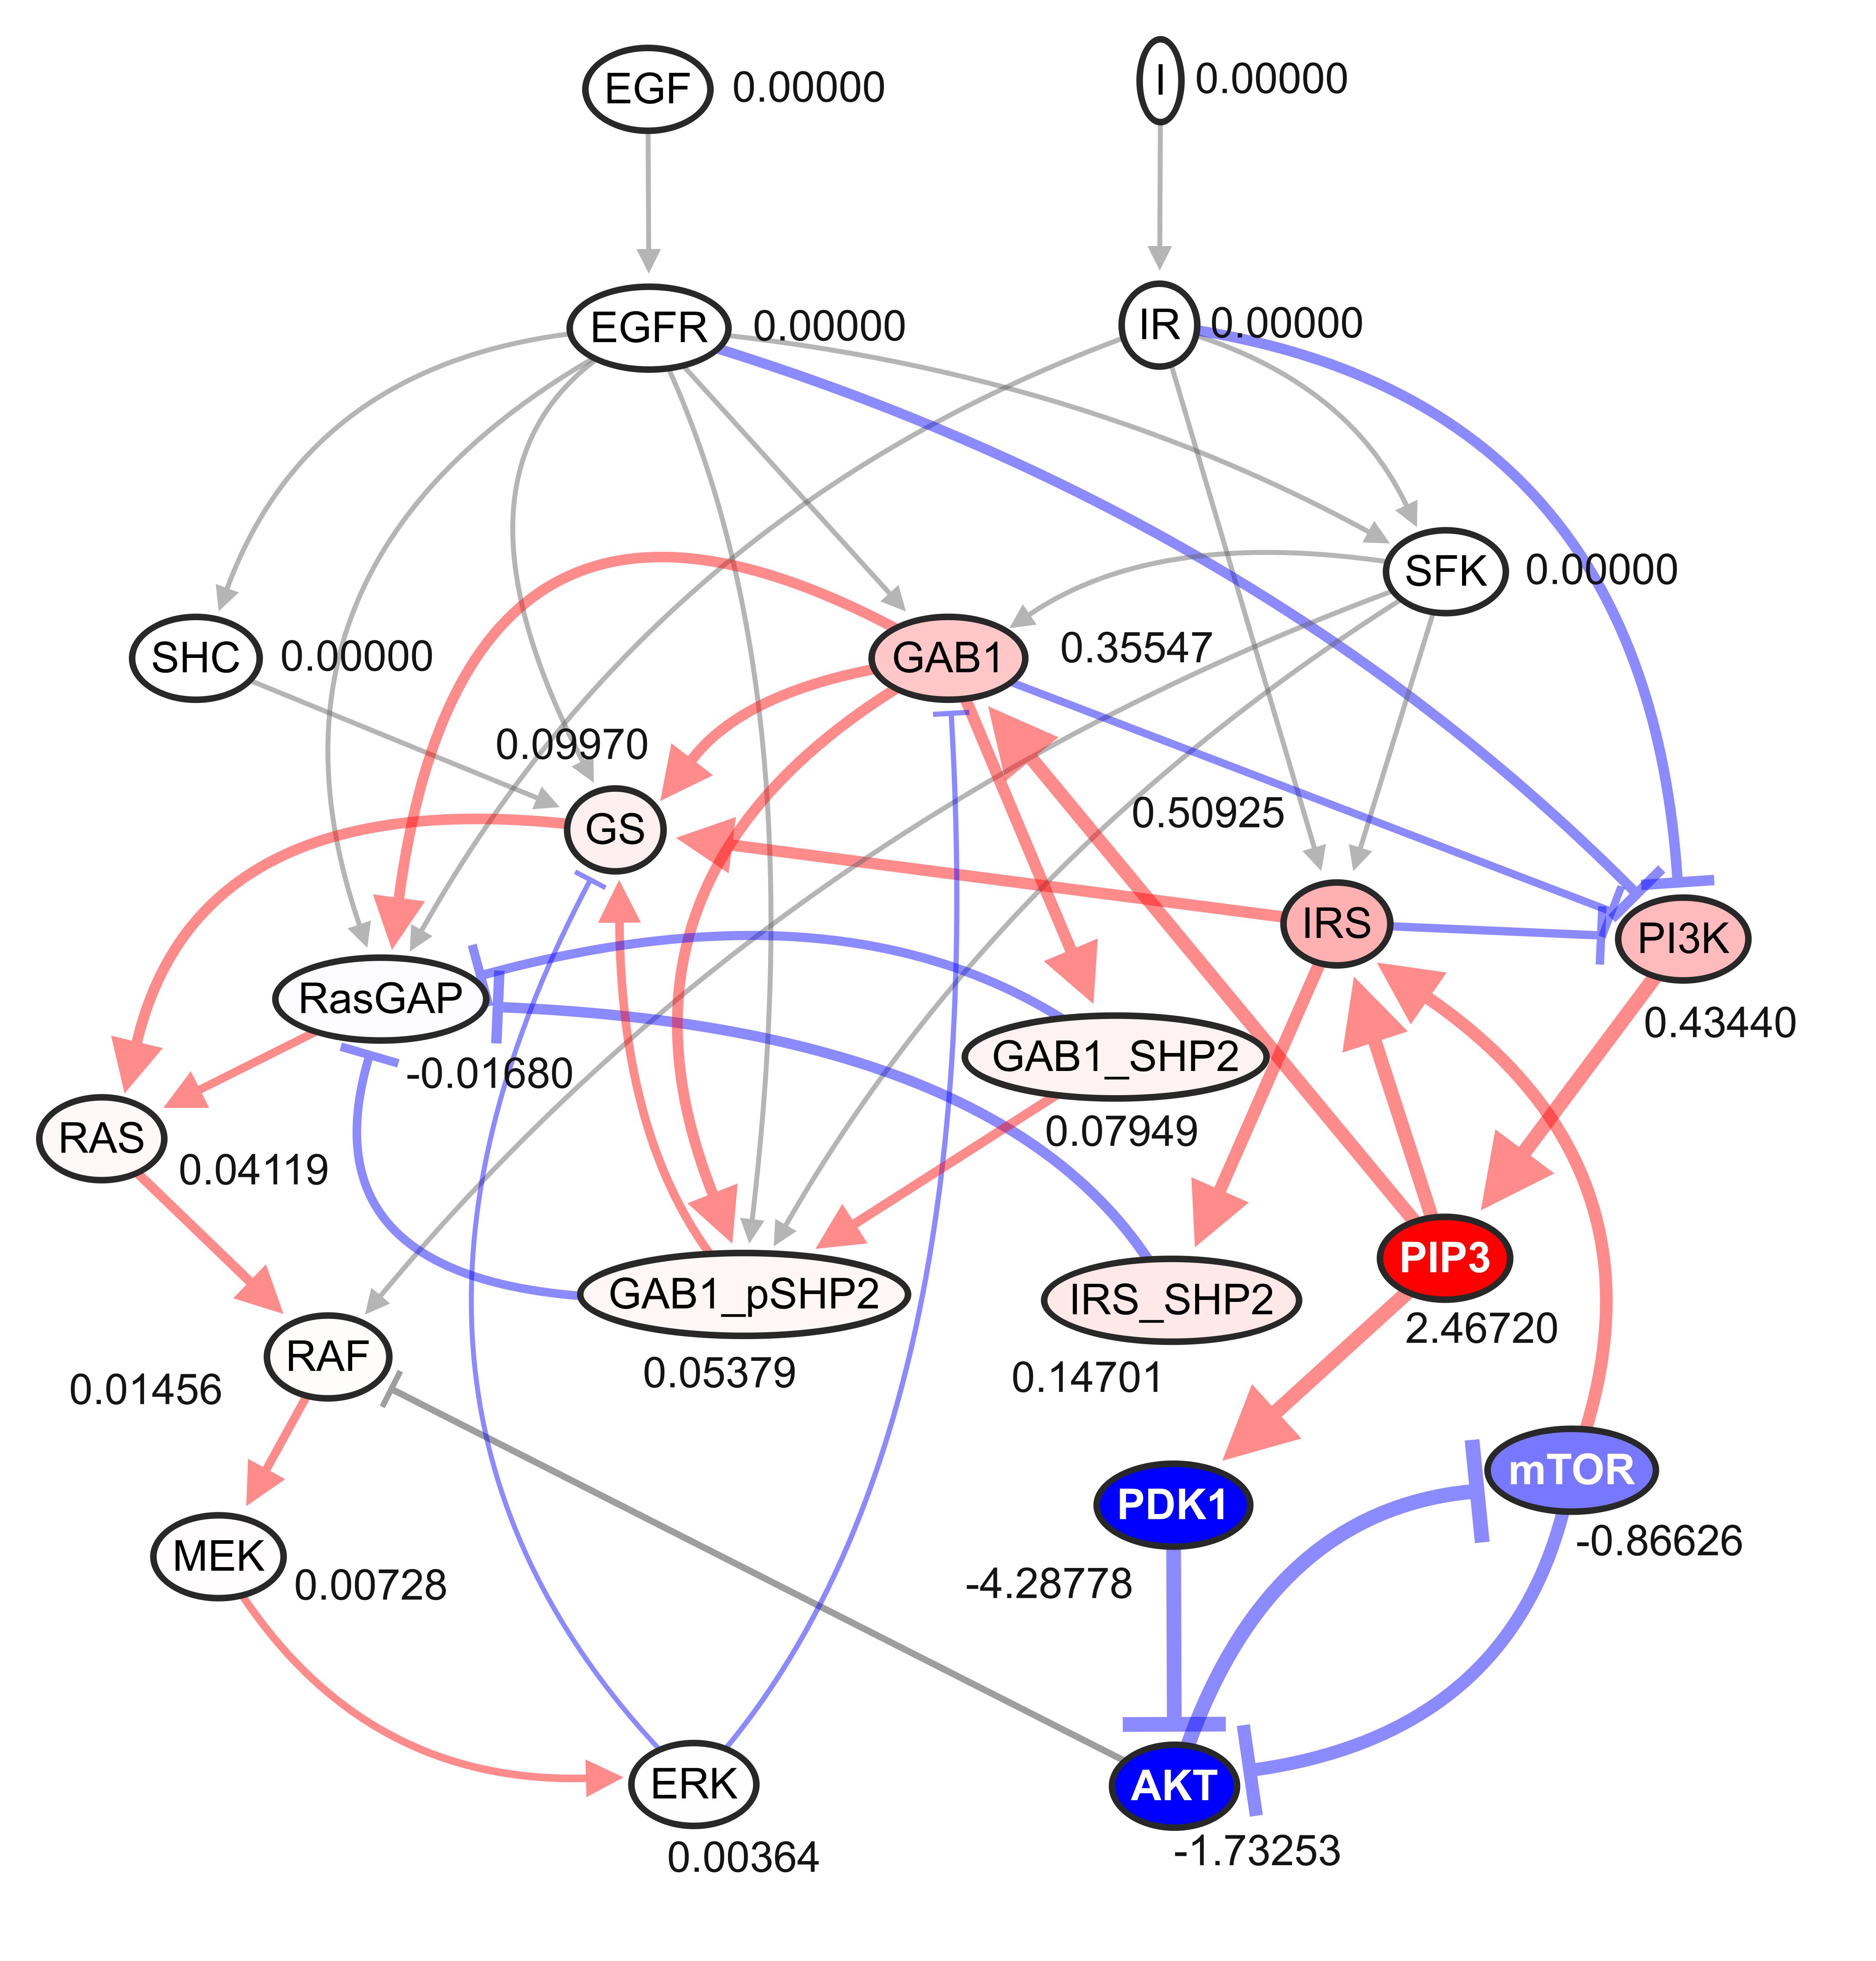 EGF 0.00000
I 0.00000
EGFR 0.00000
IR 0.00000
SFK 0.00000
SHC 0.00000
GAB1 0.35547
0.09970
GS
0.50925
IRS
PI3K
0.43440
RasGAP
-0.01680
GAB1_SHP2
0.07949
RAS
0.04119
PIP3
2.46720
GAB1_pSHP2
0.05379
IRS_SHP2
0.14701
RAF
0.01456
mTOR
-0.86626
PDK1
-4.28778
MEK
0.00728
ERK
0.00364
AKT
-1.73253